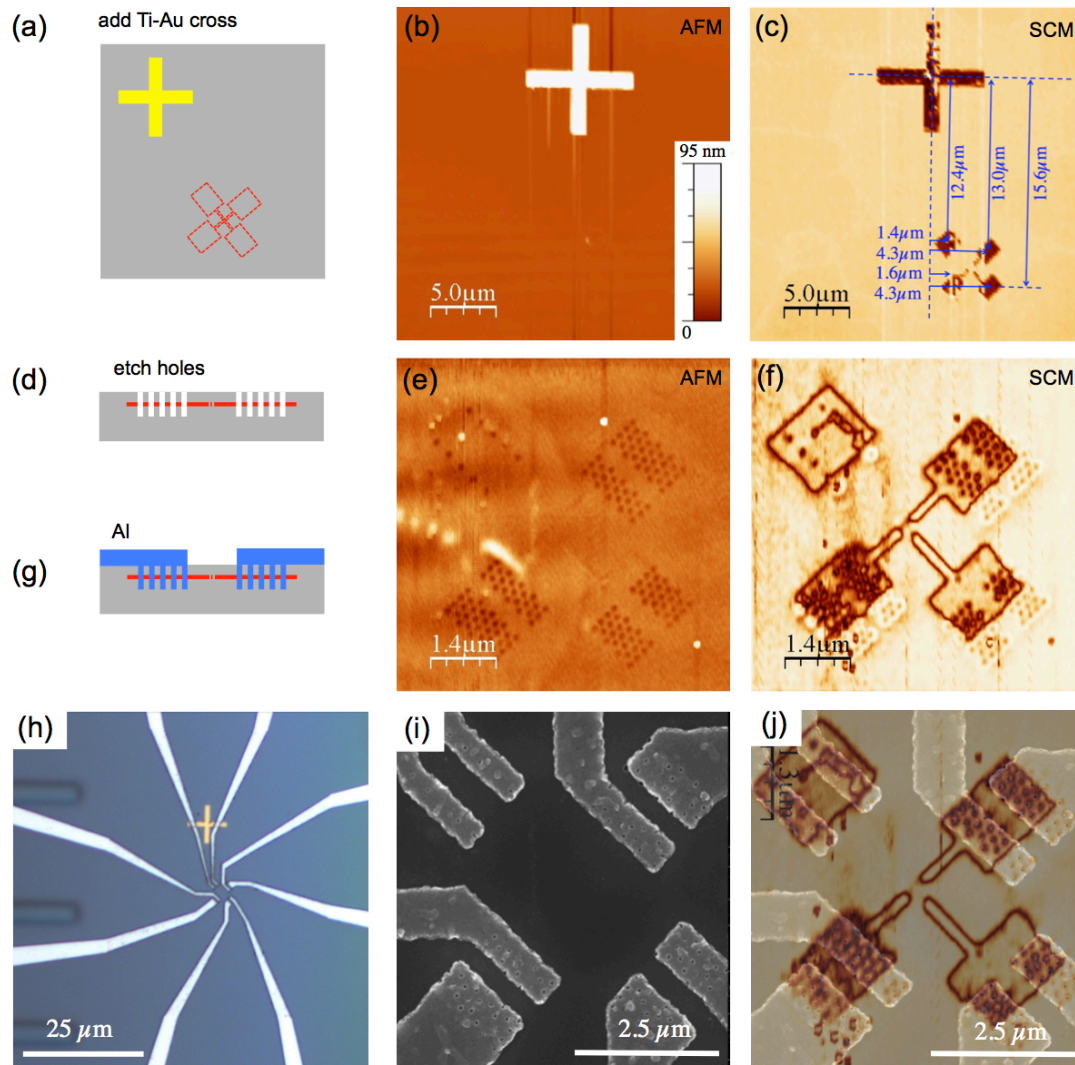 (a)
add Ti-Au cross
(b)
AFM
95 nm
0
5.0μm
(c)
SCM
12.4μm
13.0μm
15.6μm
1.4μm
4.3μm
1.6μm
4.3μm
5.0μm
(d)
etch holes
(e)
AFM
1.4μm
(f)
SCM
1.4μm
(g)
Al
(h)
25 μm
(i)
2.5 μm
(j)
1.3μm
2.5 μm